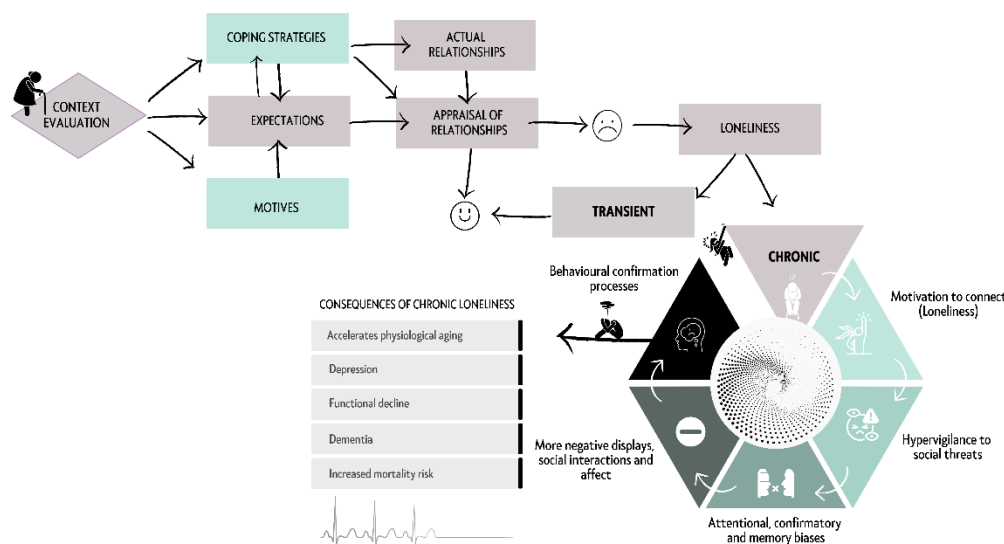 COPING STRATEGIES
ACTUAL
RELATIONSHIPS
CONTEXT
EVALUATION
EXPECTATIONS
APPRAISAL OF
RELATIONSHIPS
LONELINESS
MOTIVES
TRANSIENT
CHRONIC
Behavioural confirmation
processes
Motivation to connect
(Loneliness)
CONSEQUENCES OF CHRONIC LONELINESS
Accelerates physiological aging
Depression
Functional decline
Dementia
Increased mortality risk
More negative displays,
social interactions and
affect
Hypervigilance to
social threats
Attentional, confirmatory
and memory biases